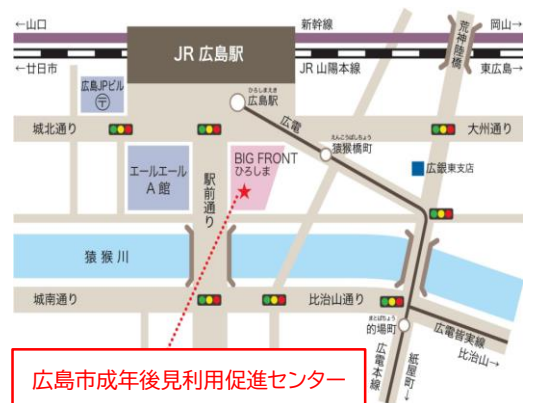 ←山口
新幹線
岡山→
荒神陸橋
JR 広島駅
←廿日市
JR 山陽本線
東広島→
広島JPビル
〒
ひろしまえき
広島駅
広電
城北通り
えんこうばしちょう
猿猴橋町
大州通り
エールエール
A 館
駅前通り
BIG FRONT
ひろしま
広銀東支店
猿猴川
城南通り
比治山通り
まとばちょう
的場町
広電皆実線
比治山→
広電本線
紙屋町→
広島市成年後見利用促進センター